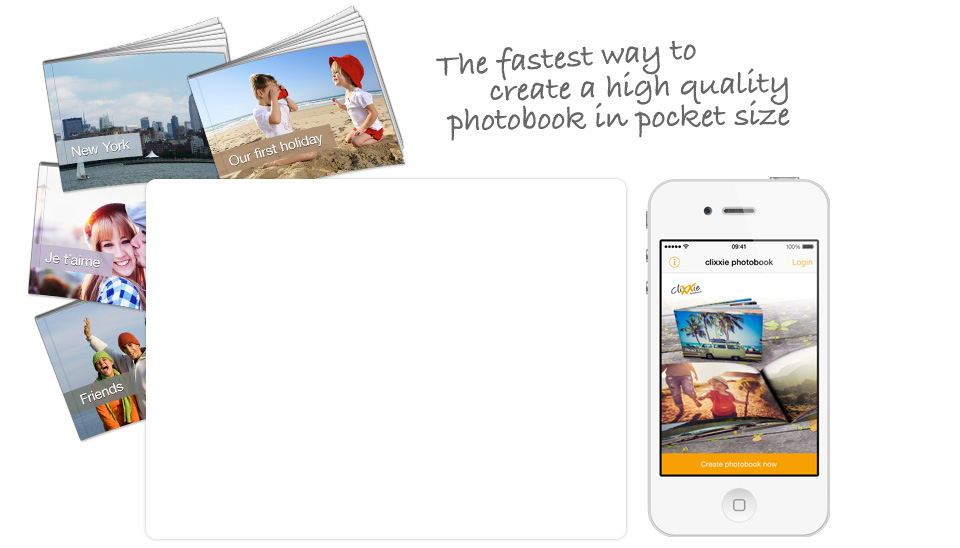 The fastest way to
create a high quality
photobook in pocket size
New York
Our first holiday
Je t'aime
Friends
09:41
100%
clixxie photobook
Login
clixxie
Create photobook now